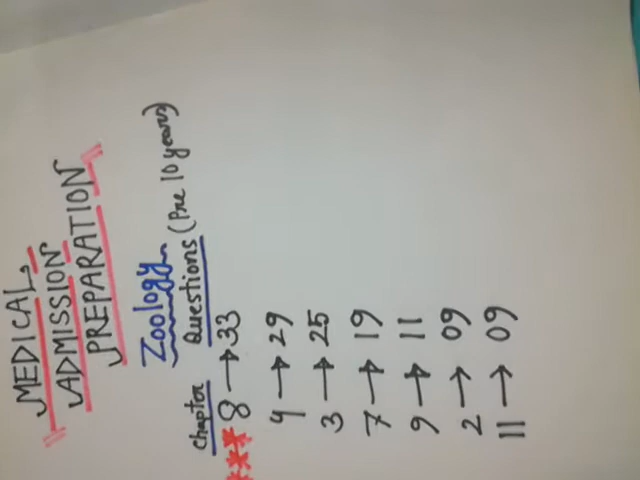 MEDICAL
ADMISSION
PREPARATION
Zoology
Chapter Questions (Pre 10 years)
*** 8 → 33
4 → 29
3 → 25
7 → 19
9 → 11
2 → 09
11 → 09